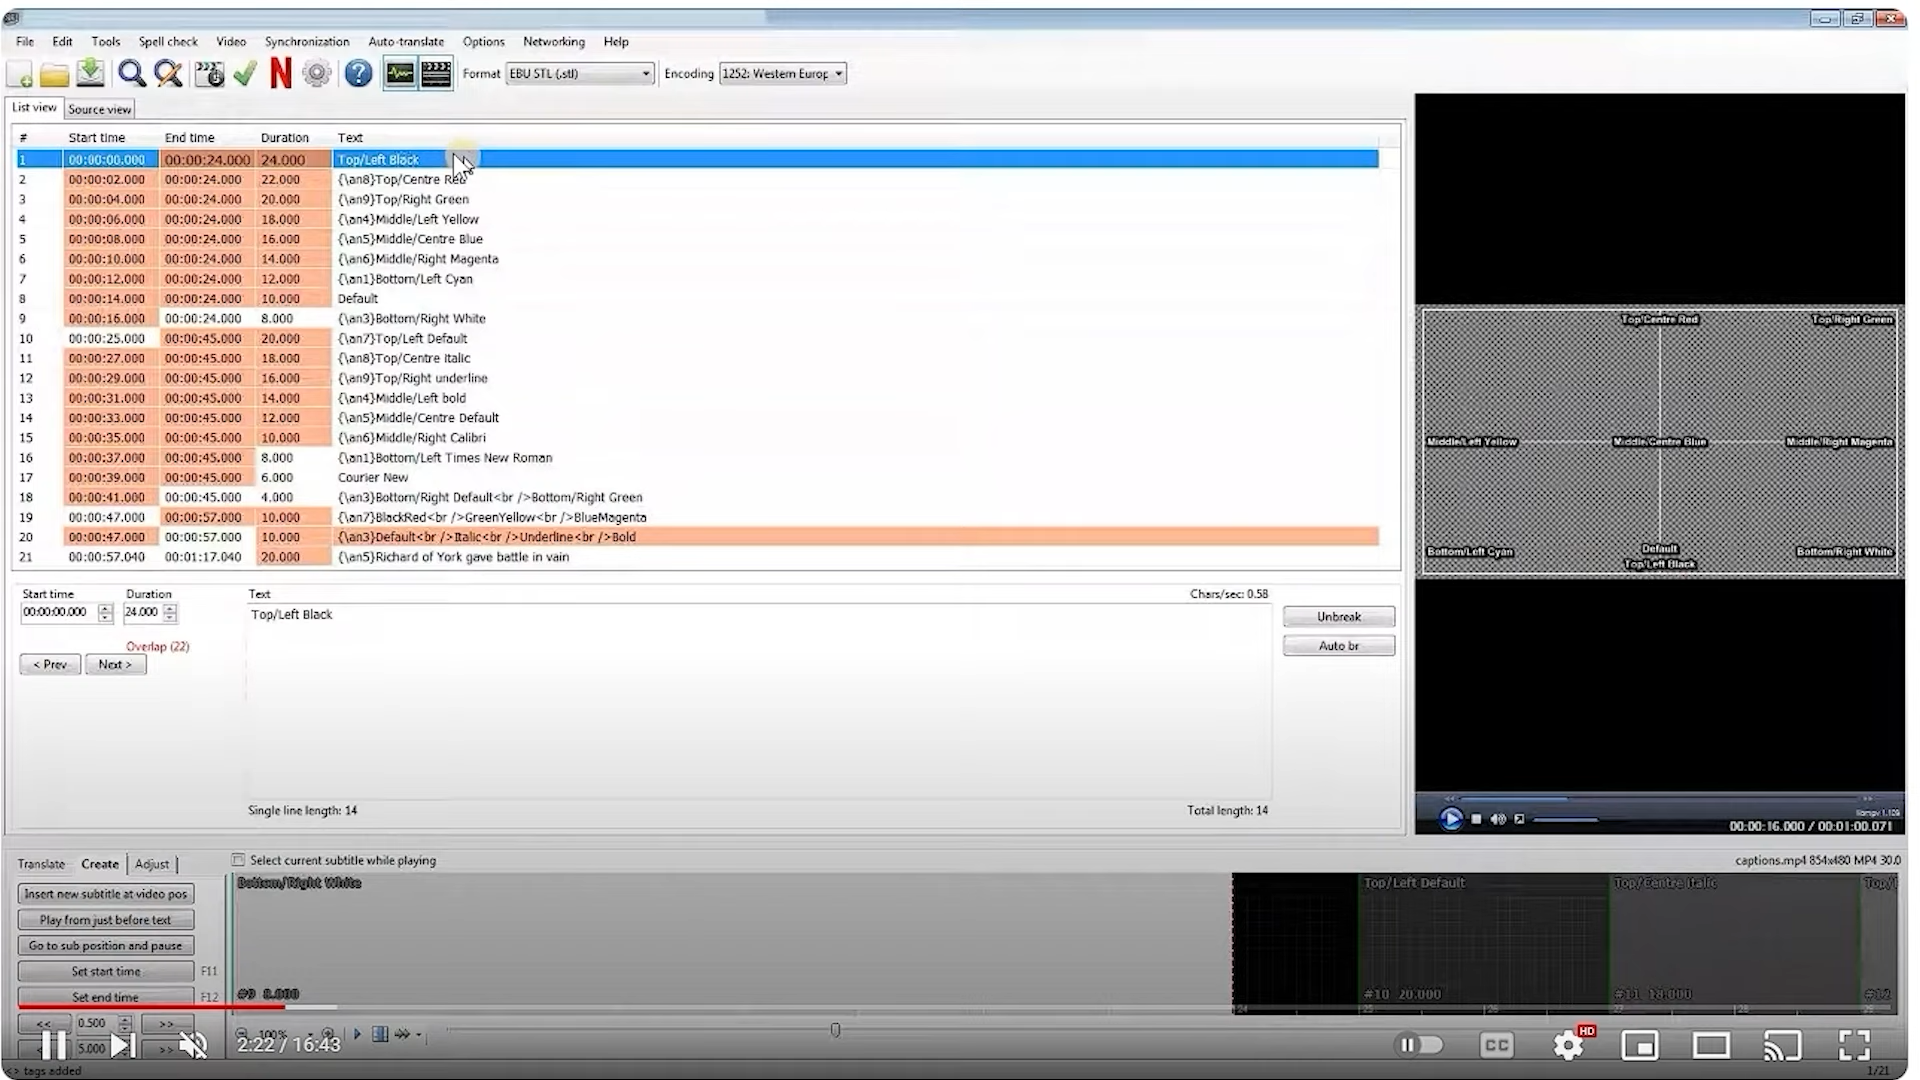 File Edit Tools Spell check Video Synchronization Auto-translate Options Networking Help
Format EBU STL (.stl) Encoding 1252: Western Europ
List view Source view
# Start time End time Duration Text
1 00:00:00.000 00:00:24.000 24.000 Top/Left Black
2 00:00:02.000 00:00:24.000 22.000 {\an8}Top/Centre Red
3 00:00:04.000 00:00:24.000 20.000 {\an9}Top/Right Green
4 00:00:06.000 00:00:24.000 18.000 {\an4}Middle/Left Yellow
5 00:00:08.000 00:00:24.000 16.000 {\an5}Middle/Centre Blue
6 00:00:10.000 00:00:24.000 14.000 {\an6}Middle/Right Magenta
7 00:00:12.000 00:00:24.000 12.000 {\an1}Bottom/Left Cyan
8 00:00:14.000 00:00:24.000 10.000 Default
9 00:00:16.000 00:00:24.000 8.000 {\an3}Bottom/Right White
10 00:00:25.000 00:00:45.000 20.000 {\an7}Top/Left Default
11 00:00:27.000 00:00:45.000 18.000 {\an8}Top/Centre Italic
12 00:00:29.000 00:00:45.000 16.000 {\an9}Top/Right underline
13 00:00:31.000 00:00:45.000 14.000 {\an4}Middle/Left bold
14 00:00:33.000 00:00:45.000 12.000 {\an5}Middle/Centre Default
15 00:00:35.000 00:00:45.000 10.000 {\an6}Middle/Right Calibri
16 00:00:37.000 00:00:45.000 8.000 {\an1}Bottom/Left Times New Roman
17 00:00:39.000 00:00:45.000 6.000 Courier New
18 00:00:41.000 00:00:45.000 4.000 {\an3}Bottom/Right Default<br />Bottom/Right Green
19 00:00:47.000 00:00:57.000 10.000 {\an7}BlackRed<br />GreenYellow<br />BlueMagenta
20 00:00:47.000 00:00:57.000 10.000 {\an3}Default<br />Italic<br />Underline<br />Bold
21 00:00:57.040 00:01:17.040 20.000 {\an5}Richard of York gave battle in vain
Top/Centre Red Top/Right Green
Middle/Left Yellow Middle/Centre Blue Middle/Right Magenta
Bottom/Left Cyan Default Bottom/Right White
Top/Left Black
Start time Duration Text Chars/sec: 0.58
00:00:00.000 24.000 Top/Left Black Unbreak
Overlap (22) Auto br
< Prev Next >
Single line length: 14 Total length: 14
00:00:16.000 / 00:01:00.071
Translate Create Adjust Select current subtitle while playing captions.mp4 854x480 MP4 30.0
Insert new subtitle at video pos
Play from just before text
Go to sub position and pause
Set start time F11
Set end time F12
<< 0.500 >>
5.000 >>
Bottom/Right White Top/Left Default Top/Centre Italic Top/
#9 8.000 #10 20.000 #11 18.000 #12
100%
2:22 / 16:43 CC HD
<> tags added 1/21